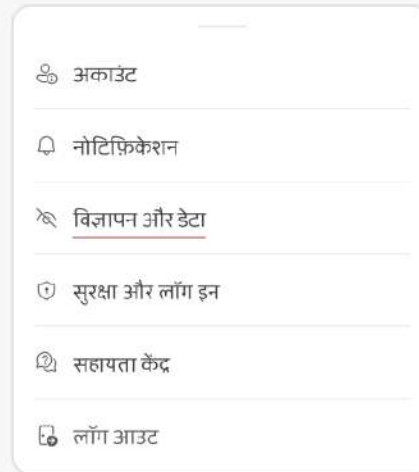 अकाउंट
नोटिफ़िकेशन
विज्ञापन और डेटा
सुरक्षा और लॉग इन
सहायता केंद्र
लॉग आउट